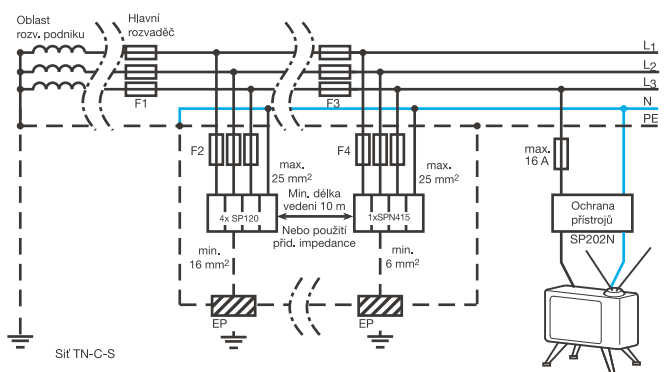 Oblast
rozv. podniku
Hlavní
rozvaděč
L1
L2
L3
N
PE
F1
F3
F2
F4
max.
25 mm²
max.
25 mm²
max.
16 A
Min. délka
vedeni 10 m
4x SP120
1xSPN415
Nebo použití
příd. impedance
Ochrana
přístrojů
SP202N
min.
16 mm²
min.
6 mm²
EP
EP
Síť TN-C-S